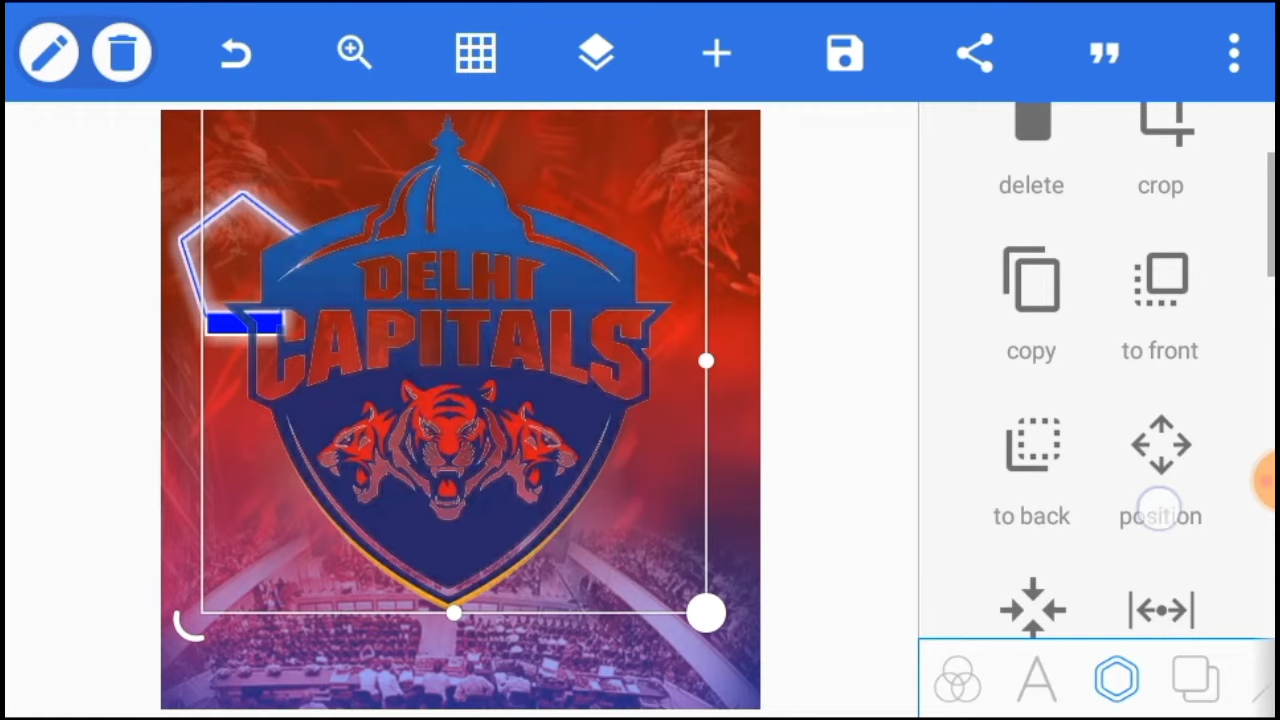 delete
crop
DELHI
CAPITALS
copy
to front
to back
position